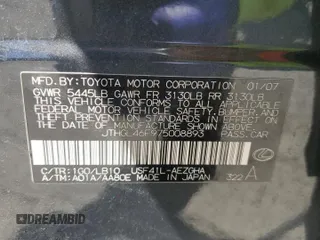 MFD.BY: TOYOTA MOTOR CORPORATION 01/07
GVWR 5445LB GAWR FR 3130LB RR 3130LB
THIS VEHICLE CONFORMS TO ALL APPLICABLE
FEDERAL MOTOR VEHICLE SAFETY, BUMPER, AND
THEFT PREVENTION STANDARDS IN EFFECT ON
THE DATE OF MANUFACTURE SHOWN ABOVE.
JTHGL46F975008893 PASS.CAR
C/TR: 1G0/LB10 USF41L-AEZGHA
A/TM: A01A/AA80E MADE IN JAPAN 322 A
© SOLD.BID